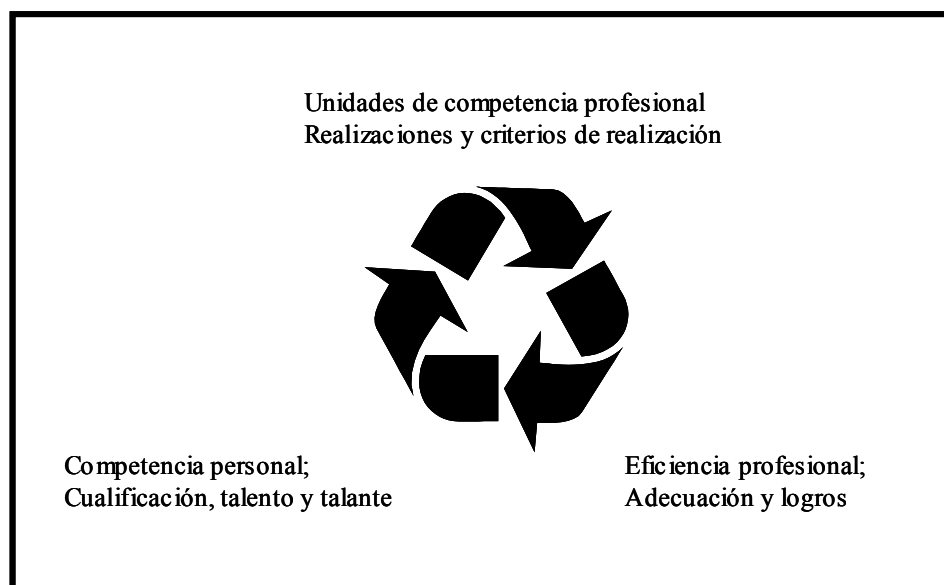 Unidades de competencia profesional
Realizaciones y criterios de realización
Competencia personal;
Cualificación, talento y talante
Eficiencia profesional;
Adecuación y logros